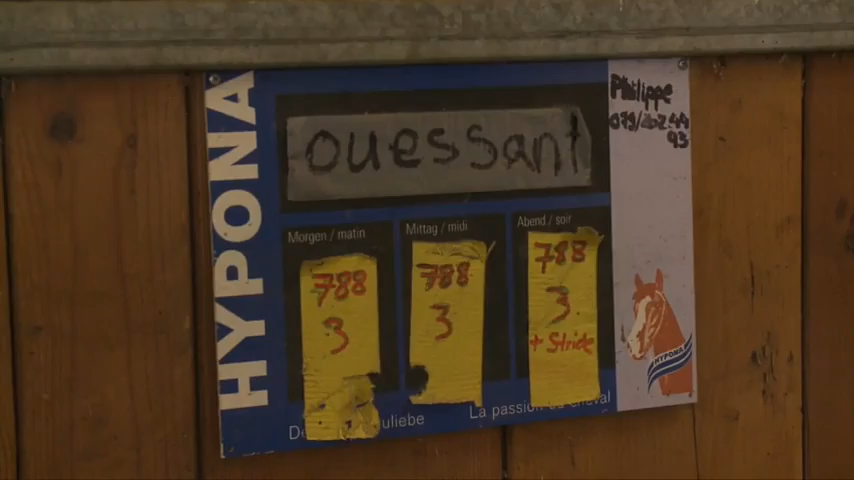 HYPONA
ouessant
Philippe
079/202.44
93
Morgen / matin
788
3
Mittag / midi
788
3
Abend / soir
788
3
+ Stride
HYPONA
La passion du cheval